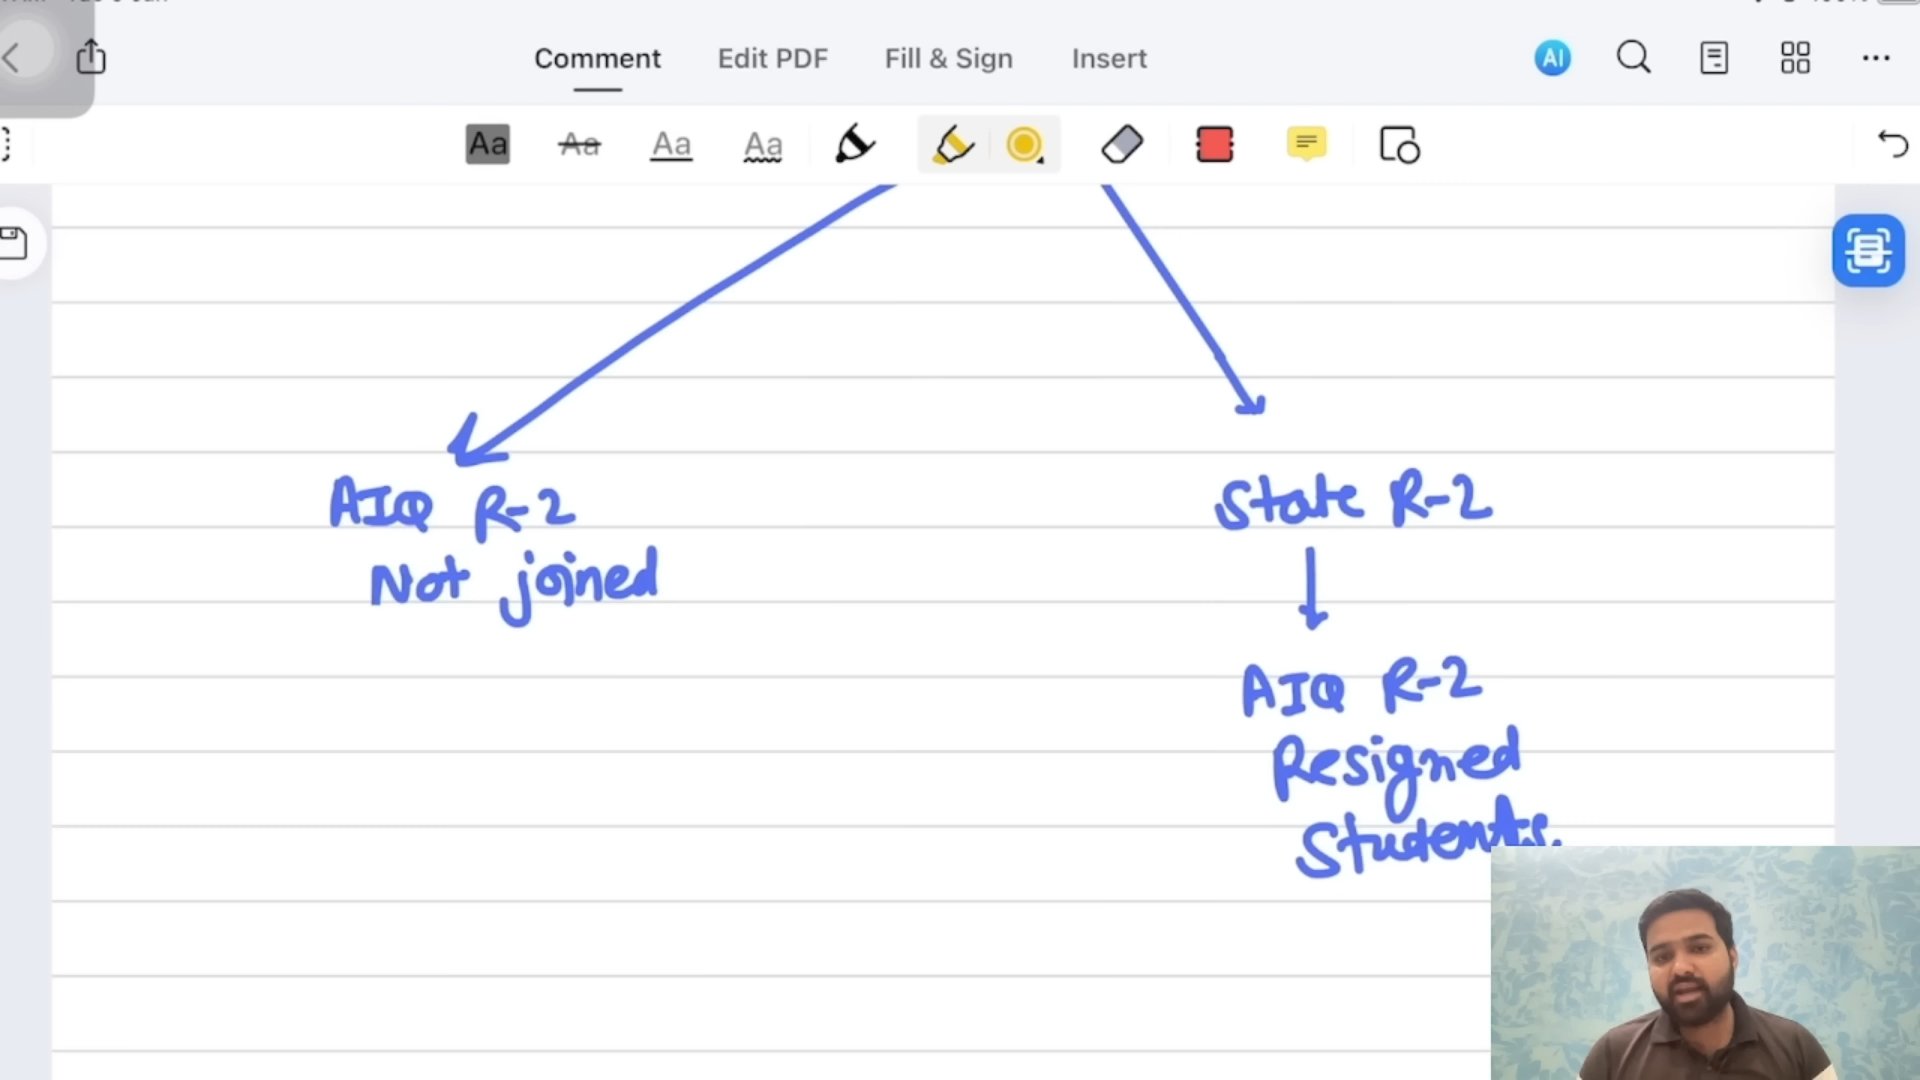 Comment Edit PDF Fill & Sign Insert
AI
Aa Aa Aa Aa
AIQ R-2
Not joined
State R-2
AIQ R-2
Resigned
Students.